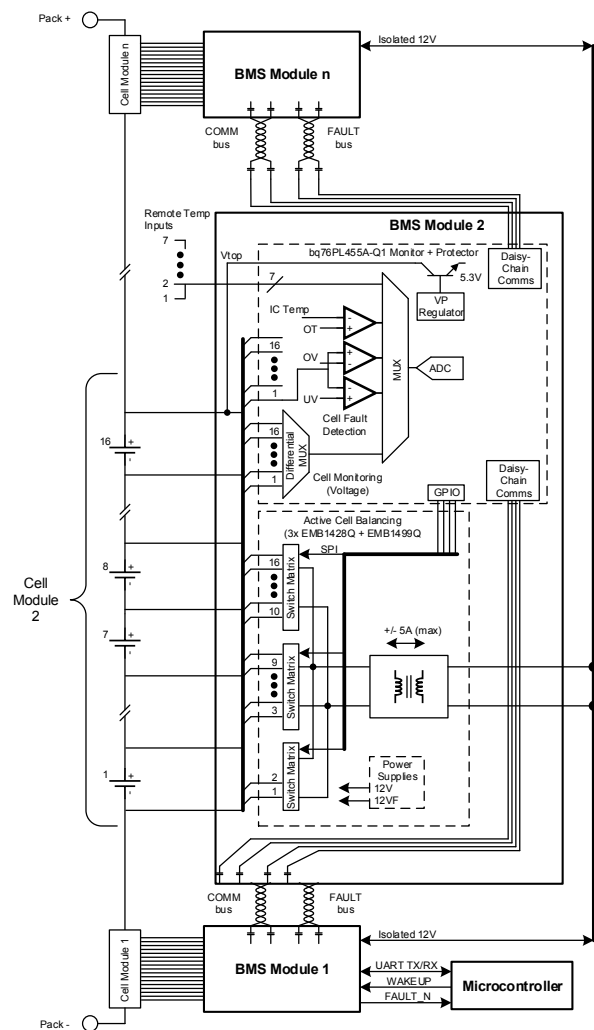 Pack +
Cell Module n
BMS Module n
Isolated 12V
COMM
bus
FAULT
bus
Remote Temp
Inputs
7
2
1
BMS Module 2
Vtop
bq76PL455A-Q1 Monitor + Protector
7
5.3V
VP
Regulator
Daisy-
Chain
Comms
IC Temp
OT
-
+
16
OV
+
-
1
UV
-
+
MUX
ADC
Cell Fault
Detection
16
Differential
MUX
1
Cell Monitoring
(Voltage)
Daisy-
Chain
Comms
GPIO
16
+
-
Active Cell Balancing
(3x EMB1428Q + EMB1499Q
SPI
Switch Matrix
16
10
8
+
-
Cell
Module
2
7
+
-
+/- 5A (max)
Switch Matrix
9
3
Switch Matrix
2
1
1
+
-
Power
Supplies
12V
12VF
COMM
bus
FAULT
bus
Cell Module 1
BMS Module 1
Isolated 12V
UART TX/RX
WAKEUP
FAULT_N
Microcontroller
Pack -